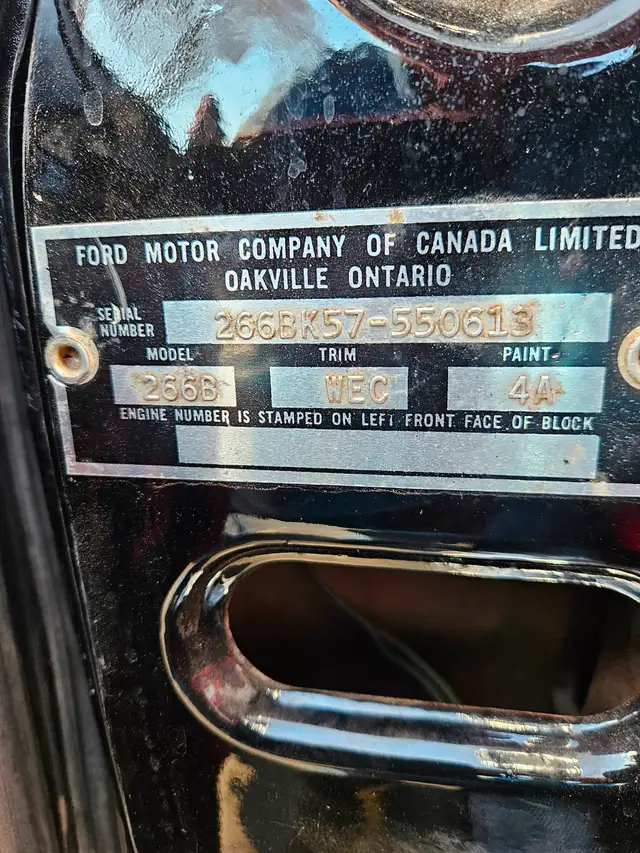 FORD MOTOR COMPANY OF CANADA LIMITED
OAKVILLE ONTARIO
SERIAL NUMBER 266BK57-550613
MODEL TRIM PAINT
266B WEC 4A
ENGINE NUMBER IS STAMPED ON LEFT FRONT FACE OF BLOCK